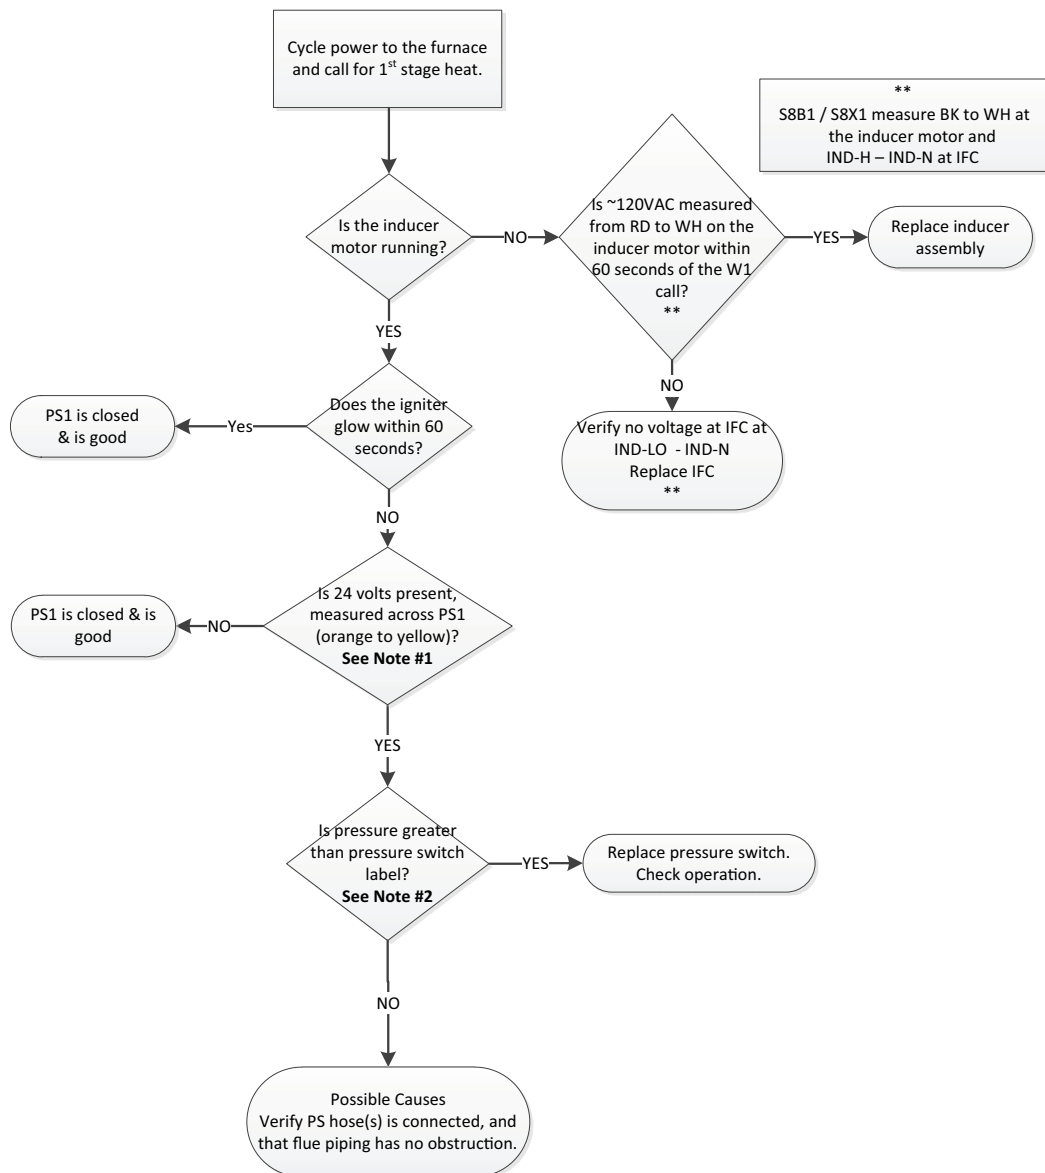 Cycle power to the furnace
and call for 1st stage heat.
**
S8B1 / S8X1 measure BK to WH at
the inducer motor and
IND-H – IND-N at IFC
Is the inducer
motor running?
NO
Is ~120VAC measured
from RD to WH on the
inducer motor within
60 seconds of the W1
call?
**
YES
Replace inducer
assembly
YES
NO
Verify no voltage at IFC at
IND-LO - IND-N
Replace IFC
**
Does the igniter
glow within 60
seconds?
Yes
PS1 is closed
& is good
NO
Is 24 volts present,
measured across PS1
(orange to yellow)?
See Note #1
NO
PS1 is closed & is
good
YES
Is pressure greater
than pressure switch
label?
See Note #2
YES
Replace pressure switch.
Check operation.
NO
Possible Causes
Verify PS hose(s) is connected, and
that flue piping has no obstruction.